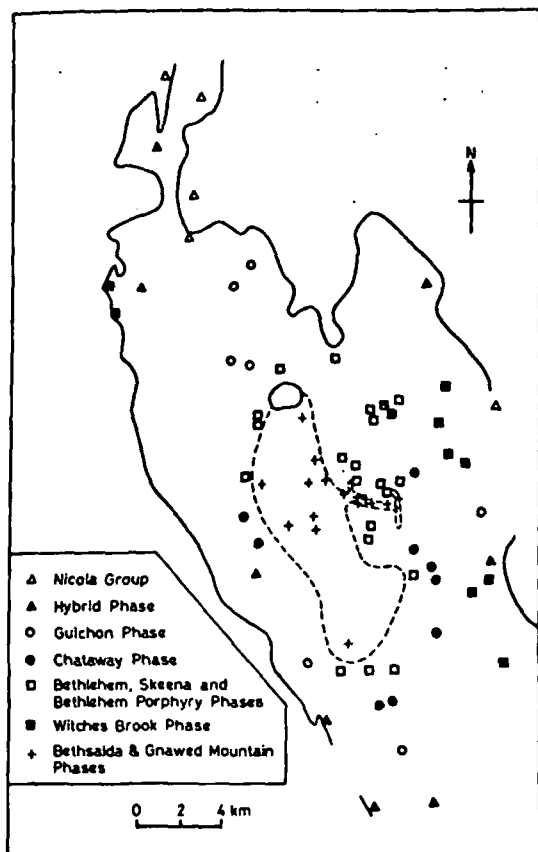 N
Nicola Group
Hybrid Phase
Guichon Phase
Chataway Phase
Bethlehem, Skeena and
Bethlehem Porphyry Phases
Witches Brook Phase
Bethsaida & Gnawed Mountain
Phases
0 2 4 km